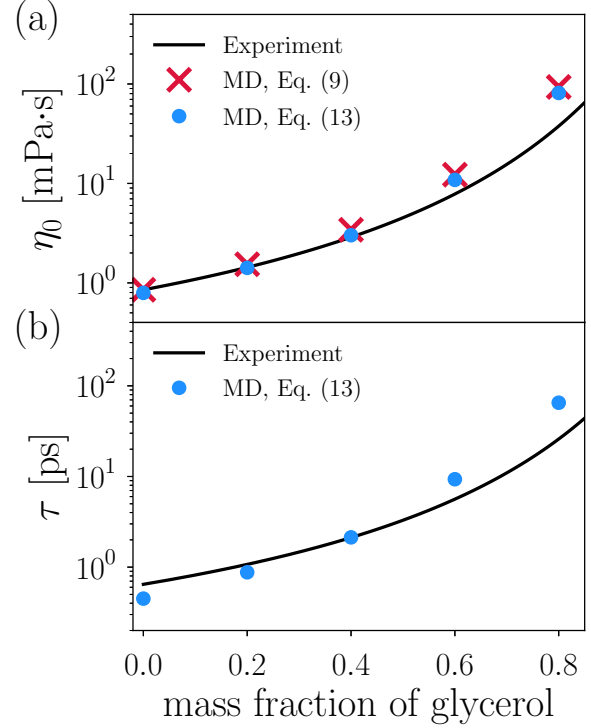 (a)
Experiment
MD, Eq. (9)
MD, Eq. (13)
10²
10¹
10⁰
η₀ [mPa·s]
(b)
Experiment
MD, Eq. (13)
10²
10¹
10⁰
τ [ps]
0.0 0.2 0.4 0.6 0.8
mass fraction of glycerol